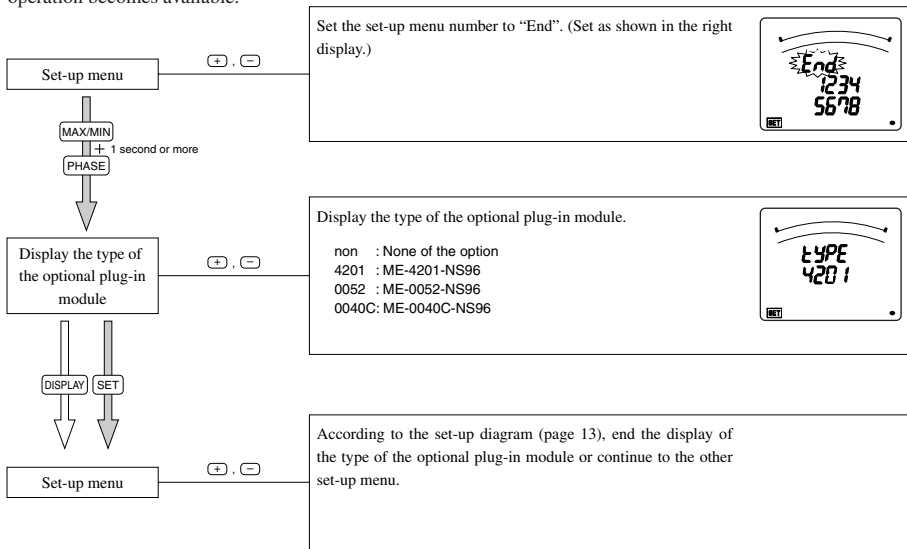 operation becomes available.
Set the set-up menu number to “End”. (Set as shown in the right
display.)
Set-up menu
+ , −
End
1234
5678
SET
MAX/MIN
+ 1 second or more
PHASE
Display the type of the optional plug-in module.
Display the type of
the optional plug-in
module
+ , −
non : None of the option
4201 : ME-4201-NS96
0052 : ME-0052-NS96
0040C: ME-0040C-NS96
tYPE
4201
SET
DISPLAY SET
According to the set-up diagram (page 13), end the display of
the type of the optional plug-in module or continue to the other
set-up menu.
Set-up menu
+ , −